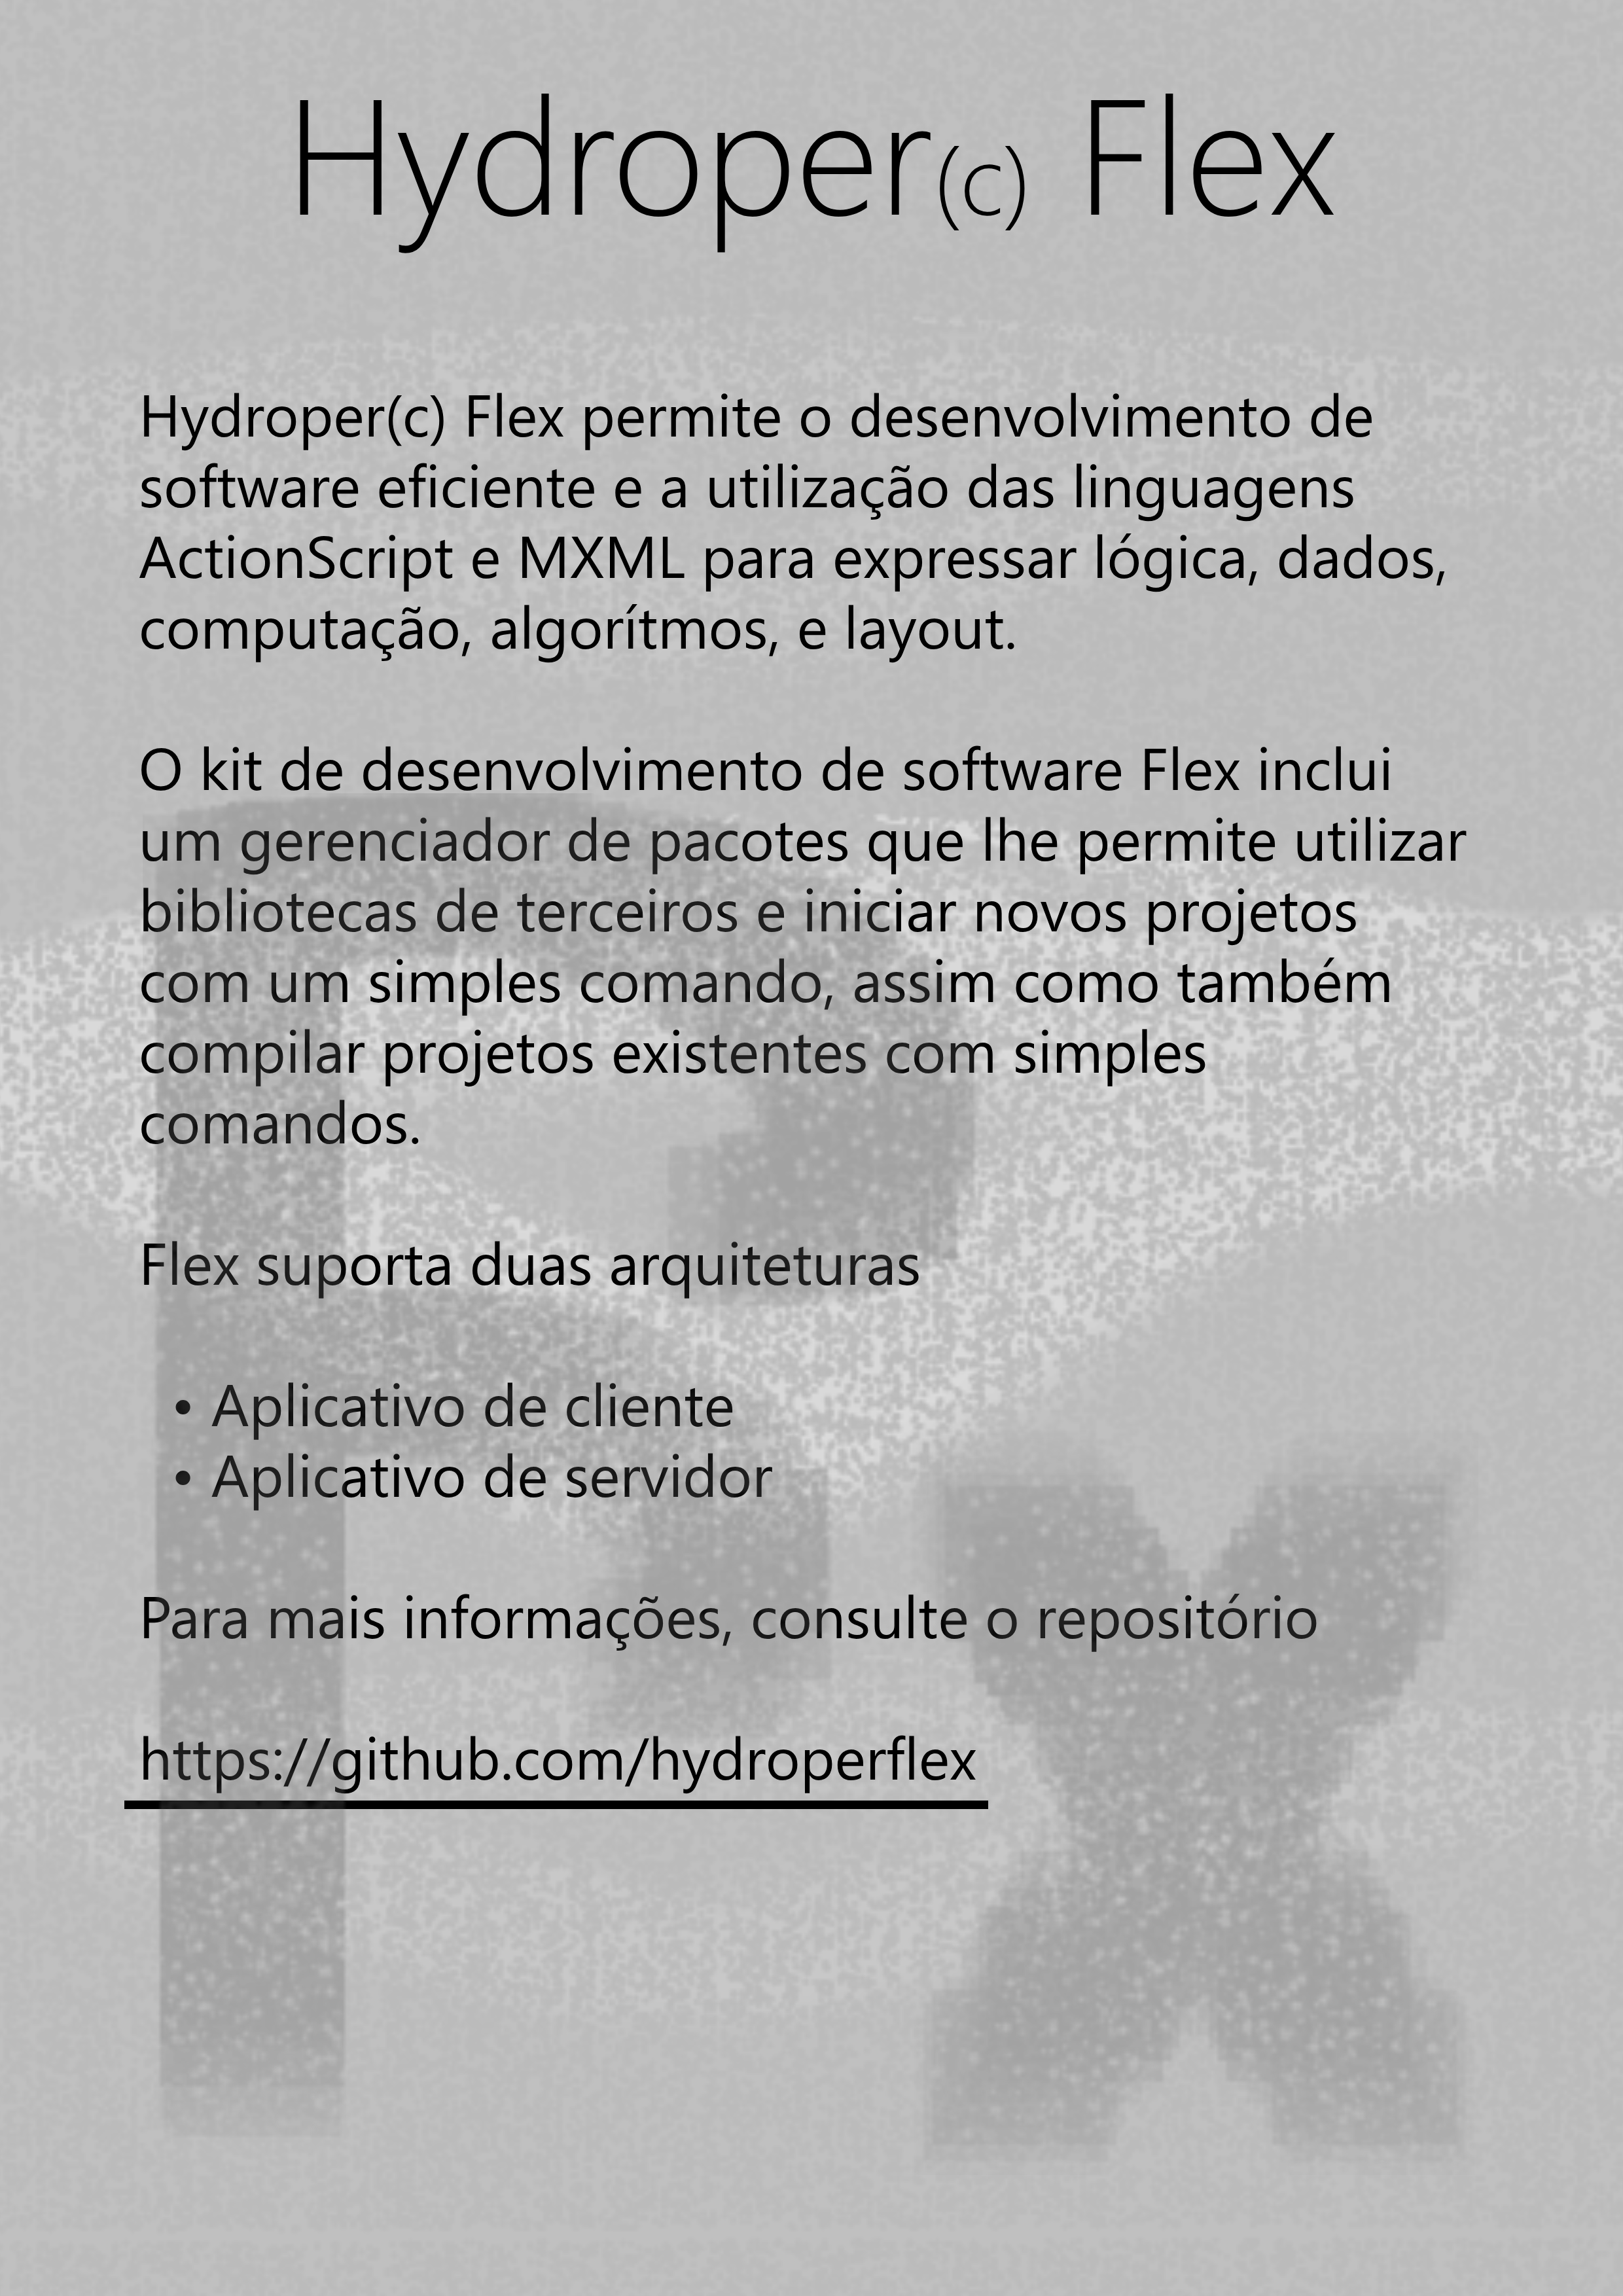 Hydroper(c) Flex
Hydroper(c) Flex permite o desenvolvimento de
software eficiente e a utilização das linguagens
ActionScript e MXML para expressar lógica, dados,
computação, algorítmos, e layout.
O kit de desenvolvimento de software Flex inclui
um gerenciador de pacotes que lhe permite utilizar
bibliotecas de terceiros e iniciar novos projetos
com um simples comando, assim como também
compilar projetos existentes com simples
comandos.
Flex suporta duas arquiteturas
• Aplicativo de cliente
• Aplicativo de servidor
Para mais informações, consulte o repositório
https://github.com/hydroperflex